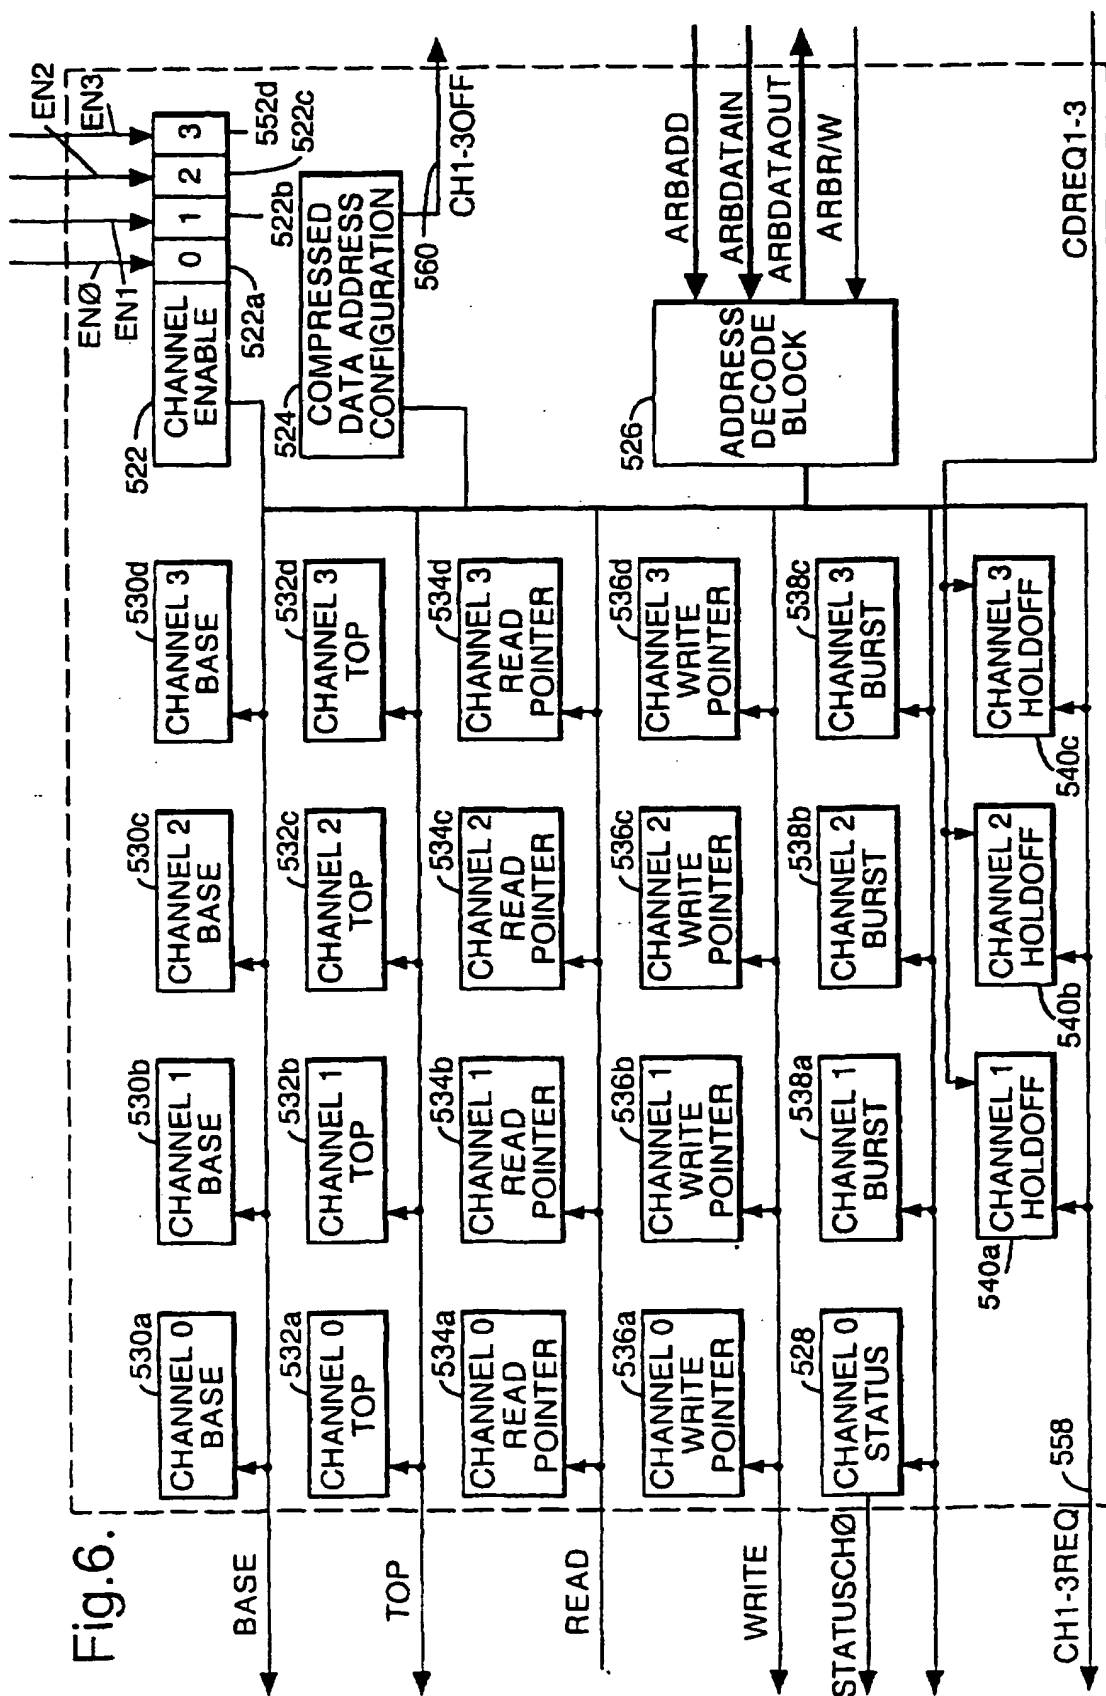 Fig.6.
EN0
EN1
EN2
EN3
522
CHANNEL
ENABLE
0
1
2
3
522a
522b
522c
552d
524
COMPRESSED
DATA ADDRESS
CONFIGURATION
560
CH1-3OFF
526
ADDRESS
DECODE
BLOCK
ARBADD
ARBDATAIN
ARBDATAOUT
ARBR/W
CDREQ1-3
530a
CHANNEL 0
BASE
530b
CHANNEL 1
BASE
530c
CHANNEL 2
BASE
530d
CHANNEL 3
BASE
BASE
532a
CHANNEL 0
TOP
532b
CHANNEL 1
TOP
532c
CHANNEL 2
TOP
532d
CHANNEL 3
TOP
TOP
534a
CHANNEL 0
READ
POINTER
534b
CHANNEL 1
READ
POINTER
534c
CHANNEL 2
READ
POINTER
534d
CHANNEL 3
READ
POINTER
READ
536a
CHANNEL 0
WRITE
POINTER
536b
CHANNEL 1
WRITE
POINTER
536c
CHANNEL 2
WRITE
POINTER
536d
CHANNEL 3
WRITE
POINTER
WRITE
528
CHANNEL 0
STATUS
538a
CHANNEL 1
BURST
538b
CHANNEL 2
BURST
538c
CHANNEL 3
BURST
STATUSCHØ
540a
CHANNEL 1
HOLDOFF
540b
CHANNEL 2
HOLDOFF
540c
CHANNEL 3
HOLDOFF
CH1-3REQ
558